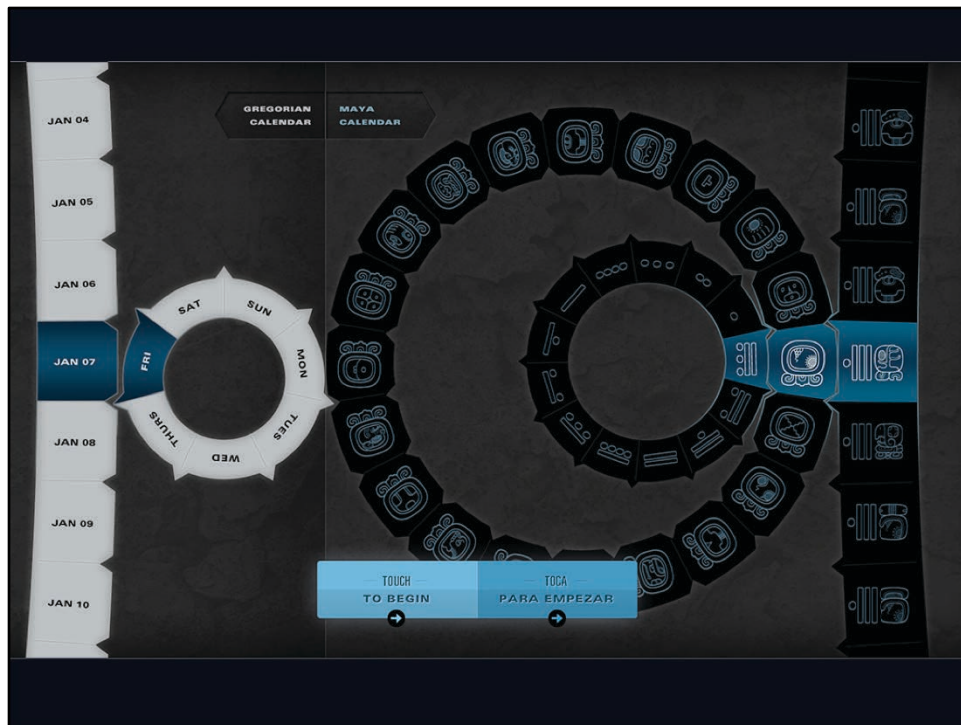 GREGORIAN
CALENDAR
MAYA
CALENDAR
JAN 04
JAN 05
JAN 06
JAN 07
JAN 08
JAN 09
JAN 10
SAT
SUN
MON
TUES
WED
THURS
FRI
TOUCH
TO BEGIN
TOCA
PARA EMPEZAR